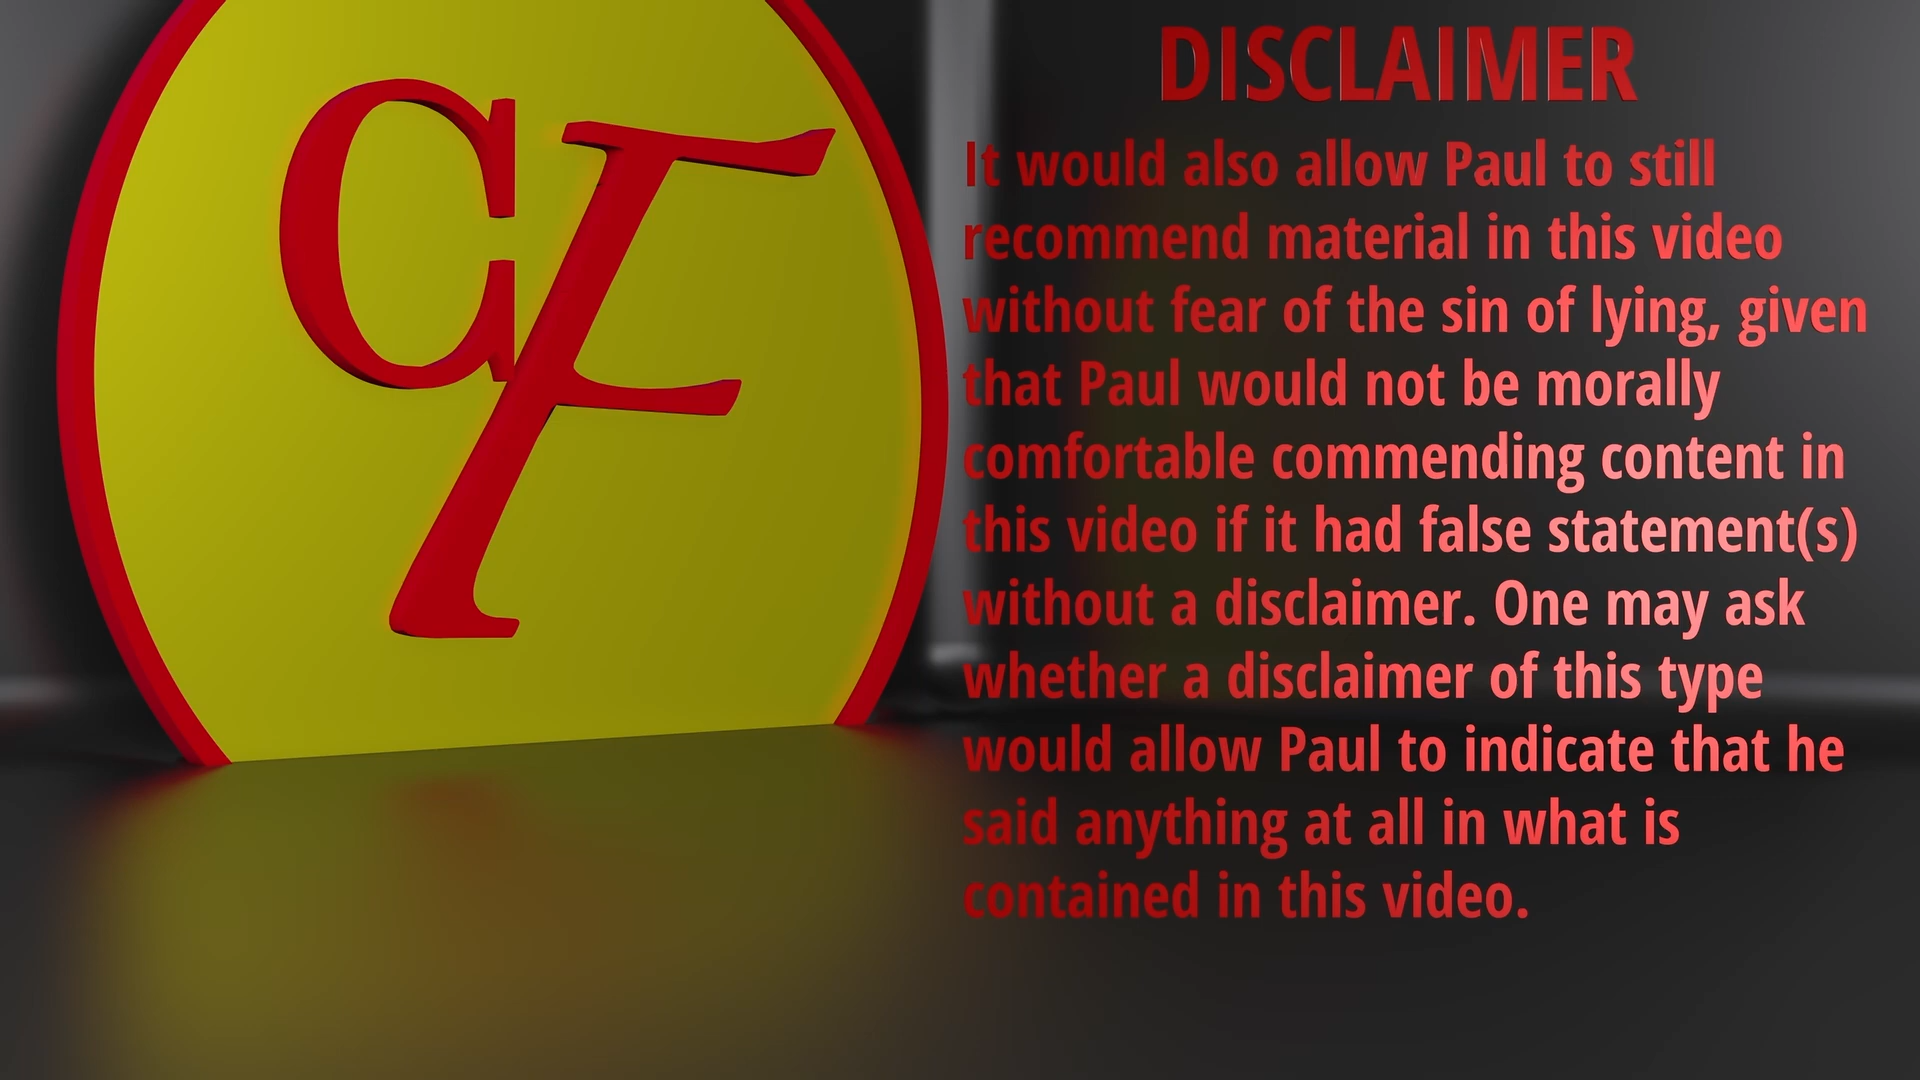 CF
DISCLAIMER
It would also allow Paul to still
recommend material in this video
without fear of the sin of lying, given
that Paul would not be morally
comfortable commending content in
this video if it had false statement(s)
without a disclaimer. One may ask
whether a disclaimer of this type
would allow Paul to indicate that he
said anything at all in what is
contained in this video.